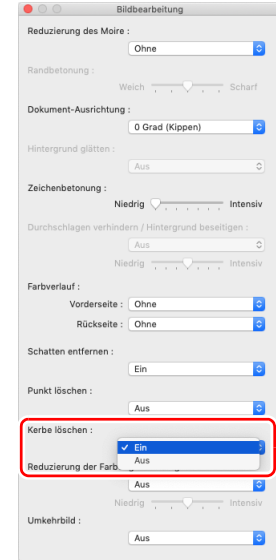 Bildbearbeitung
Reduzierung des Moire :
Ohne
Randbetonung :
Weich Scharf
Dokument-Ausrichtung :
0 Grad (Kippen)
Hintergrund glätten :
Aus
Zeichenbetonung :
Niedrig Intensiv
Durchschlagen verhindern / Hintergrund beseitigen :
Aus
Niedrig Intensiv
Farbverlauf :
Vorderseite : Ohne
Rückseite : Ohne
Schatten entfernen :
Ein
Punkt löschen :
Aus
Kerbe löschen :
✓ Ein
Aus
Reduzierung der Farb
Aus
Niedrig Intensiv
Umkehrbild :
Aus